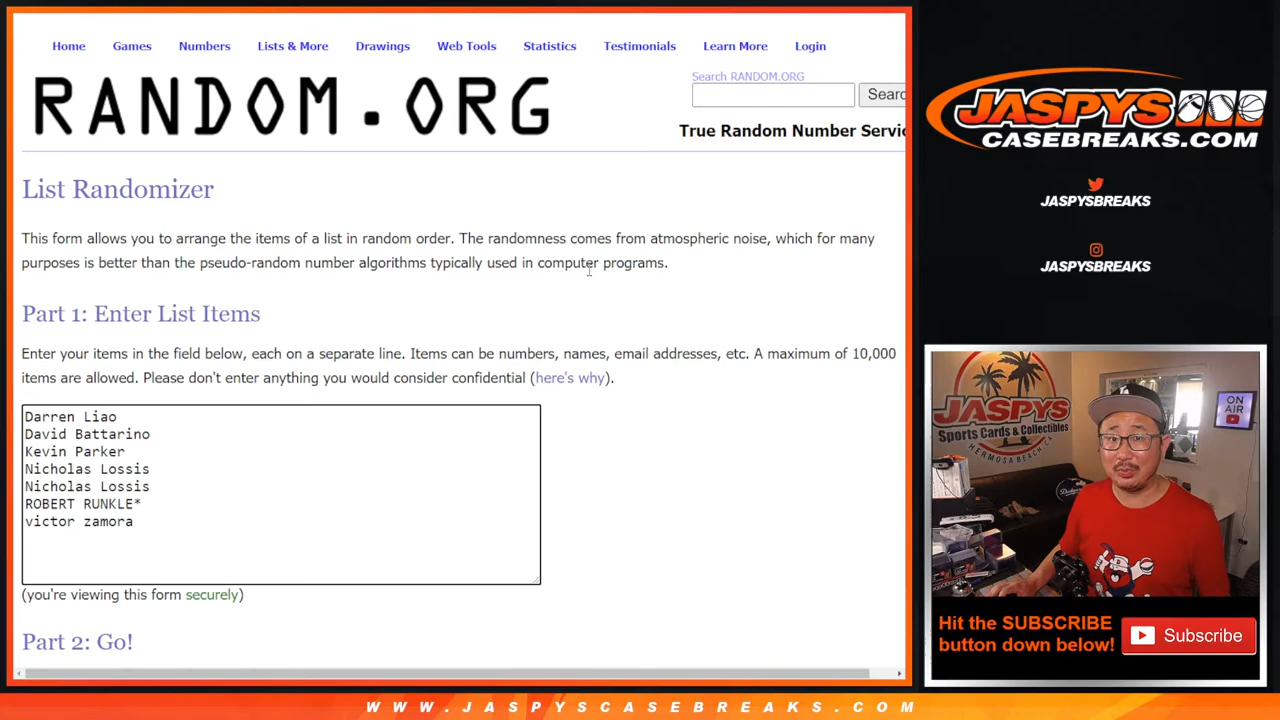 Home Games Numbers Lists & More Drawings Web Tools Statistics Testimonials Learn More Login
RANDOM.ORG
Search RANDOM.ORG
True Random Number Servic
List Randomizer
This form allows you to arrange the items of a list in random order. The randomness comes from atmospheric noise, which for many
purposes is better than the pseudo-random number algorithms typically used in computer programs.
Part 1: Enter List Items
Enter your items in the field below, each on a separate line. Items can be numbers, names, email addresses, etc. A maximum of 10,000
items are allowed. Please don't enter anything you would consider confidential (here's why).
Darren Liao
David Battarino
Kevin Parker
Nicholas Lossis
Nicholas Lossis
ROBERT RUNKLE*
victor zamora
(you're viewing this form securely)
Part 2: Go!
JASPYS
CASEBREAKS.COM
JASPYSBREAKS
JASPYSBREAKS
JASPYS
Sports Cards & Collectibles
HERMOSA BEACH CA
ON AIR
Dodgers
Hit the SUBSCRIBE
button down below!
Subscribe
WWW.JASPYSCASEBREAKS.COM